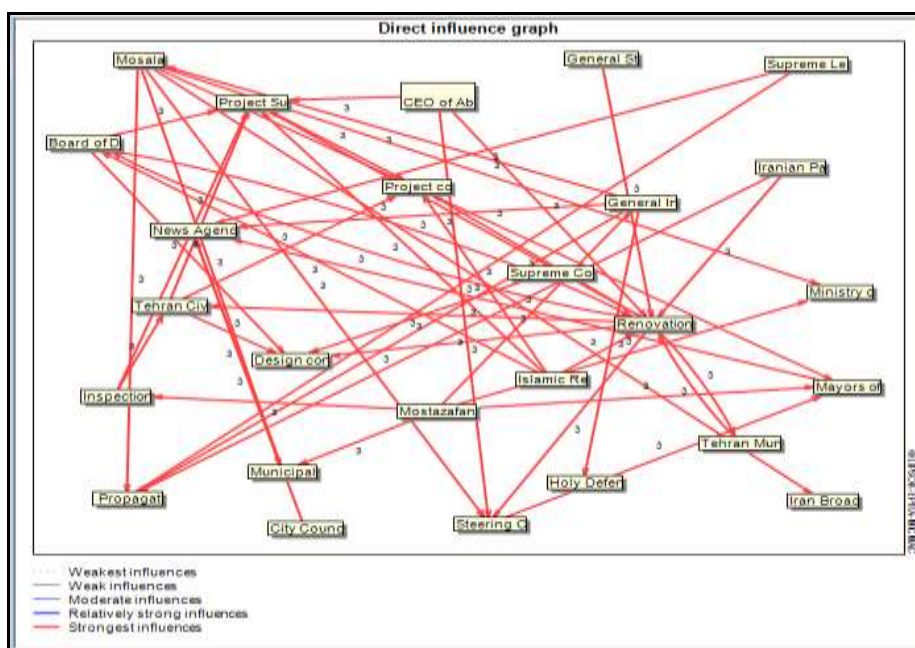 Direct influence graph
Mosala
General St
Supreme Le
Project Su
CEO of Ab
Board of D
Project co
Iranian Pa
General In
News Agenc
Supreme Co
Ministry o
Tehran Civ
Renovation
Design con
Islamic Re
Mayors of
Inspection
Mostazafan
Tehran Mun
Municipal
Holy Defen
Propagat
Iran Broad
City Counc
Steering C
Weakest influences
Weak influences
Moderate influences
Relatively strong influences
Strongest influences